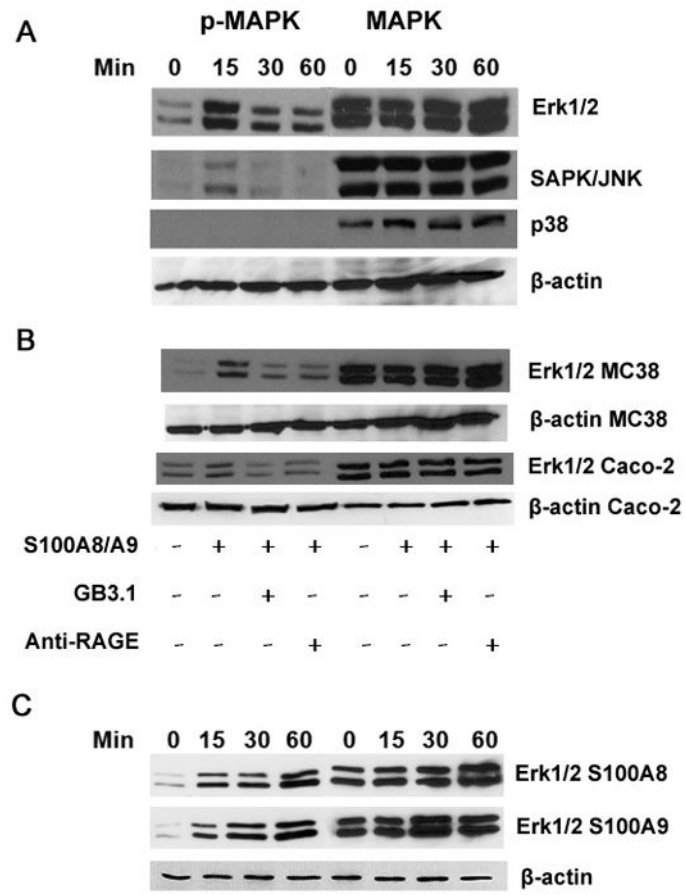 A
p-MAPK MAPK
Min 0 15 30 60 0 15 30 60
Erk1/2
SAPK/JNK
p38
β-actin
B
Erk1/2 MC38
β-actin MC38
Erk1/2 Caco-2
β-actin Caco-2
S100A8/A9 - + + + - + + +
GB3.1 - - + - - - + -
Anti-RAGE - - - + - - - +
C
Min 0 15 30 60 0 15 30 60
Erk1/2 S100A8
Erk1/2 S100A9
β-actin